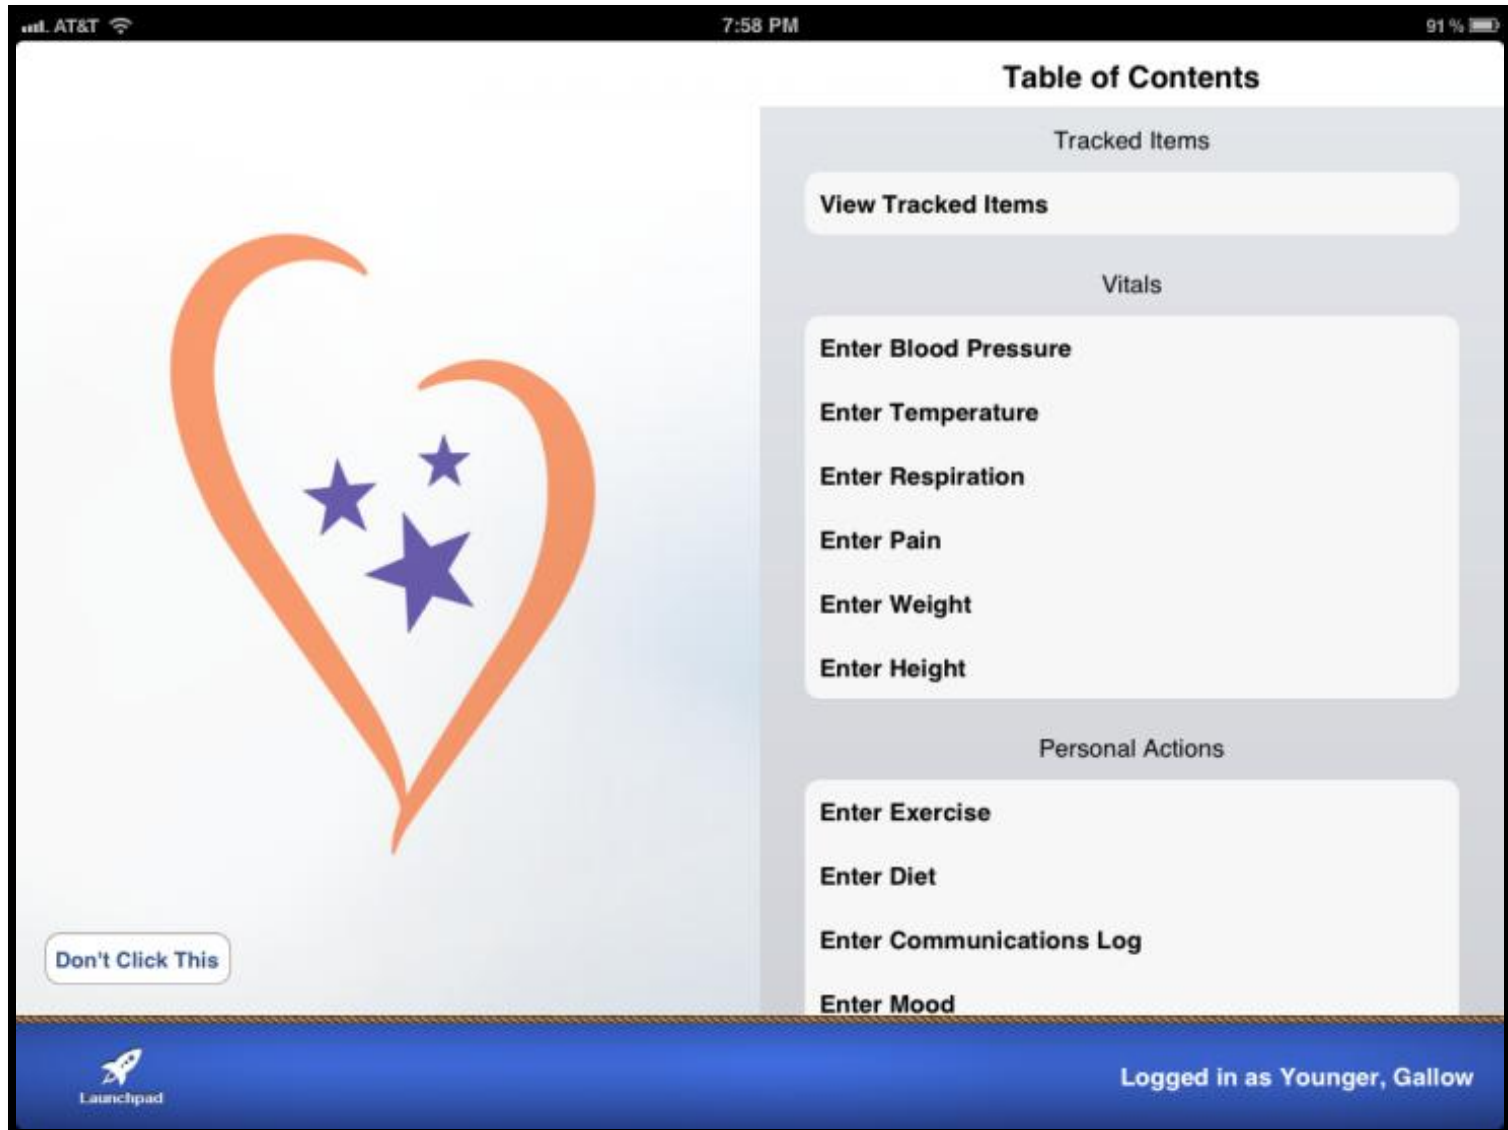 AT&T
7:58 PM
91 %
Table of Contents
Tracked Items
View Tracked Items
Vitals
Enter Blood Pressure
Enter Temperature
Enter Respiration
Enter Pain
Enter Weight
Enter Height
Personal Actions
Enter Exercise
Enter Diet
Enter Communications Log
Enter Mood
Don't Click This
Launchpad
Logged in as Younger, Gallow